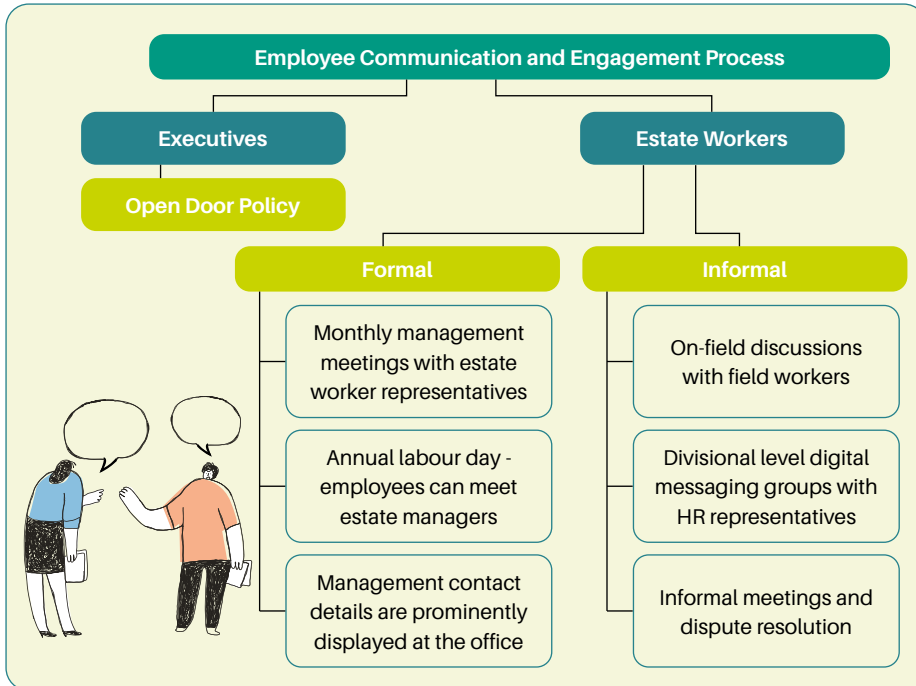 Employee Communication and Engagement Process
Executives
Estate Workers
Open Door Policy
Formal
Informal
Monthly management
meetings with estate
worker representatives
On-field discussions
with field workers
Annual labour day -
employees can meet
estate managers
Divisional level digital
messaging groups with
HR representatives
Management contact
details are prominently
displayed at the office
Informal meetings and
dispute resolution